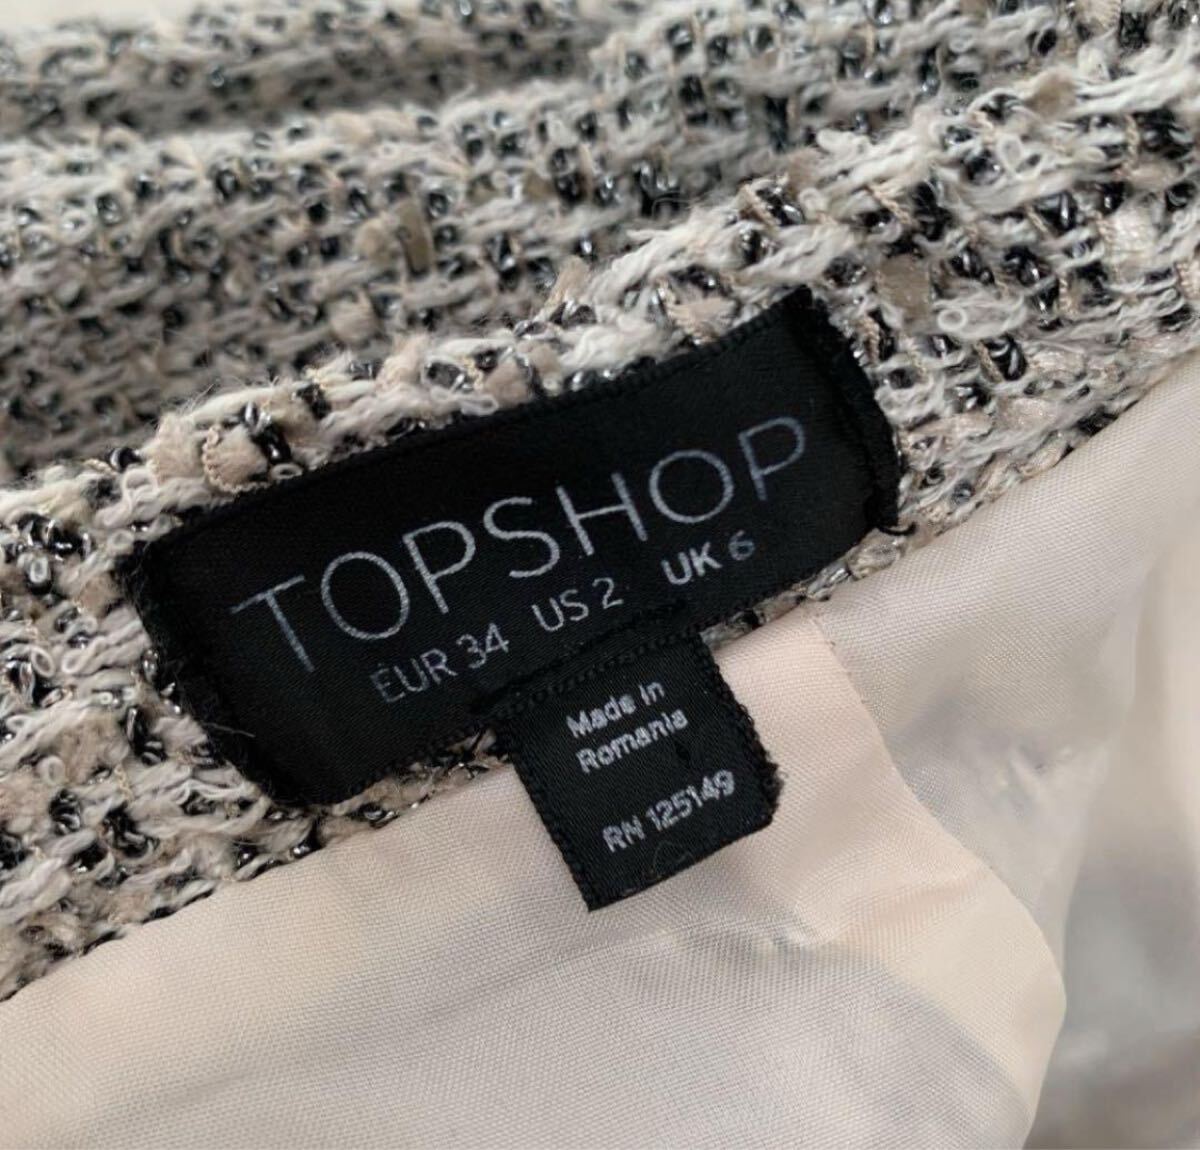 TOPSHOP
EUR 34 US 2 UK 6
Made in
Romania
RN 125149